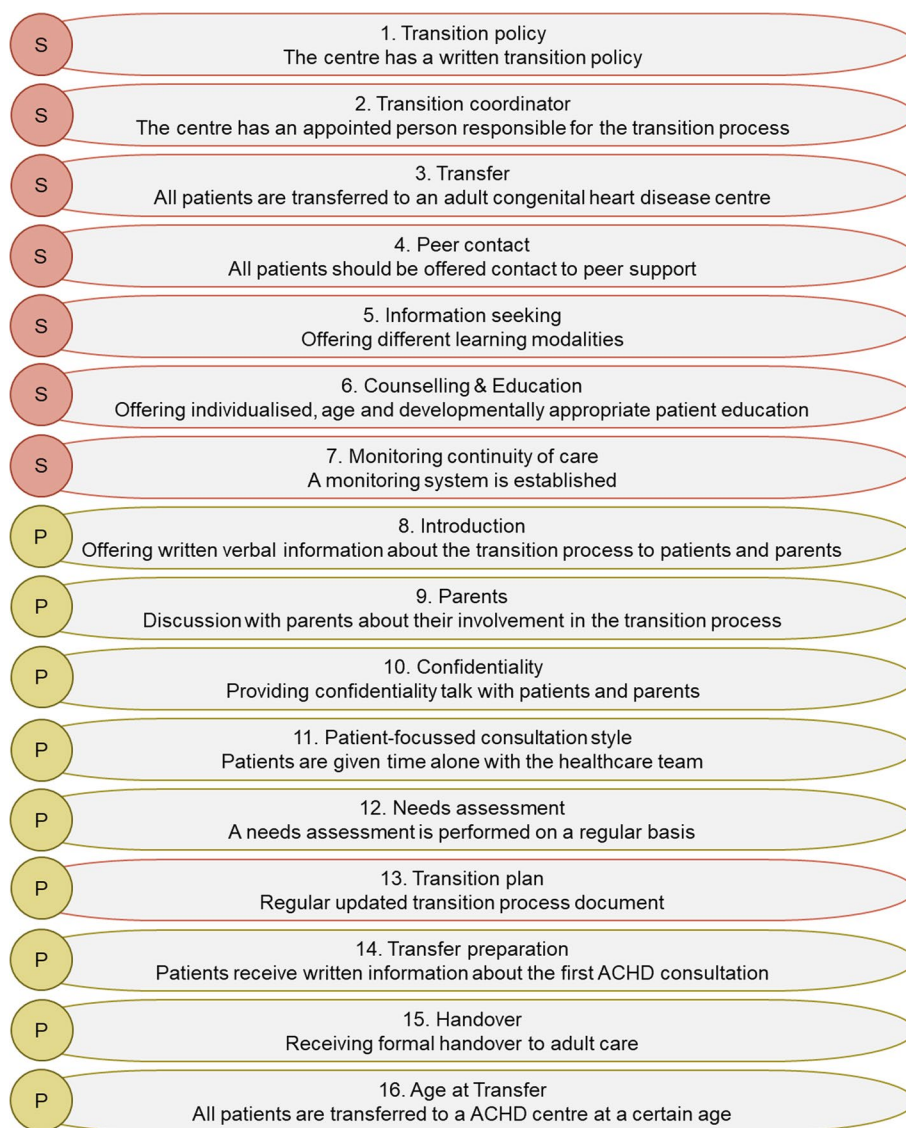 S
1. Transition policy
The centre has a written transition policy
S
2. Transition coordinator
The centre has an appointed person responsible for the transition process
S
3. Transfer
All patients are transferred to an adult congenital heart disease centre
S
4. Peer contact
All patients should be offered contact to peer support
S
5. Information seeking
Offering different learning modalities
S
6. Counselling & Education
Offering individualised, age and developmentally appropriate patient education
S
7. Monitoring continuity of care
A monitoring system is established
P
8. Introduction
Offering written verbal information about the transition process to patients and parents
P
9. Parents
Discussion with parents about their involvement in the transition process
P
10. Confidentiality
Providing confidentiality talk with patients and parents
P
11. Patient-focussed consultation style
Patients are given time alone with the healthcare team
P
12. Needs assessment
A needs assessment is performed on a regular basis
P
13. Transition plan
Regular updated transition process document
P
14. Transfer preparation
Patients receive written information about the first ACHD consultation
P
15. Handover
Receiving formal handover to adult care
P
16. Age at Transfer
All patients are transferred to a ACHD centre at a certain age